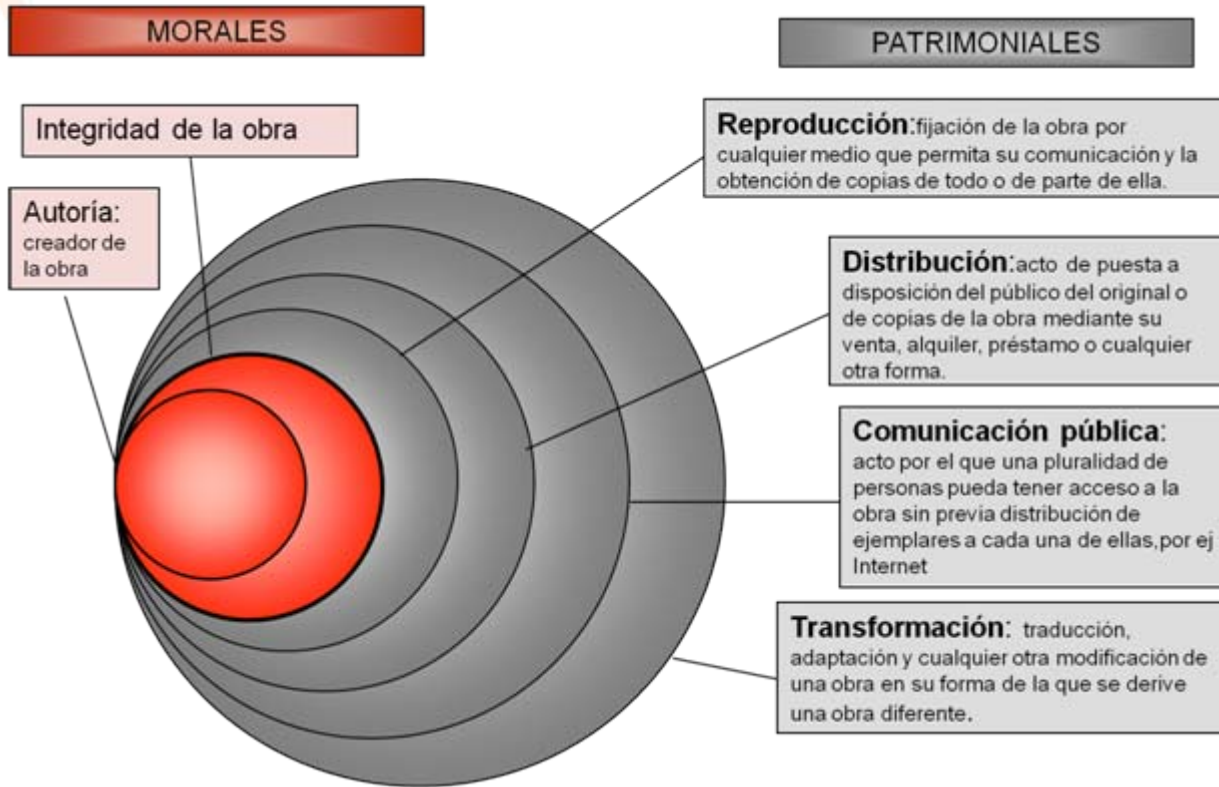 MORALES
PATRIMONIALES
Integridad de la obra
Autoría:
creador de
la obra
Reproducción:fijación de la obra por
cualquier medio que permita su comunicación y la
obtención de copias de todo o de parte de ella.
Distribución:acto de puesta a
disposición del público del original o
de copias de la obra mediante su
venta, alquiler, préstamo o cualquier
otra forma.
Comunicación pública:
acto por el que una pluralidad de
personas pueda tener acceso a la
obra sin previa distribución de
ejemplares a cada una de ellas,por ej
Internet
Transformación: traducción,
adaptación y cualquier otra modificación de
una obra en su forma de la que se derive
una obra diferente.